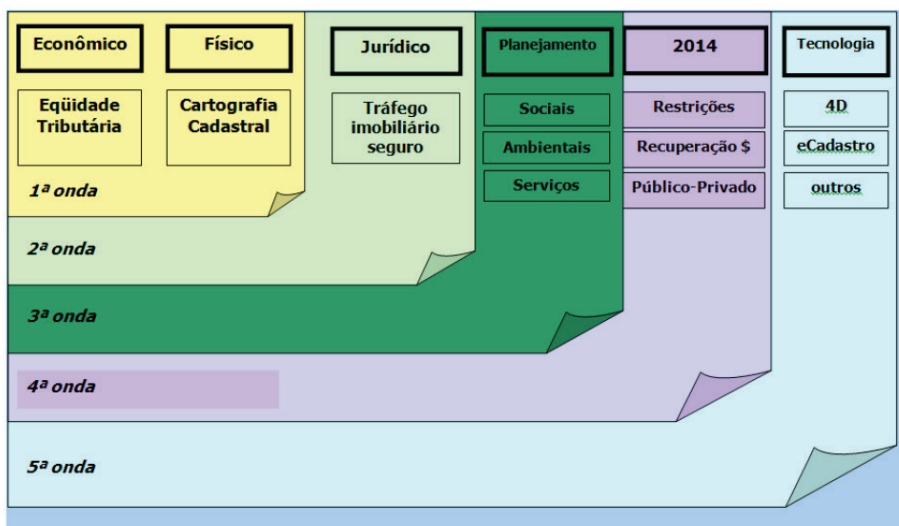 Econômico
Físico
Jurídico
Planejamento
2014
Tecnologia
Eqüidade
Tributária
Cartografia
Cadastral
Tráfego
imobiliário
seguro
Sociais
Ambientais
Serviços
Restrições
Recuperação $
Público-Privado
4D
eCadastro
outros
1ª onda
2ª onda
3ª onda
4ª onda
5ª onda